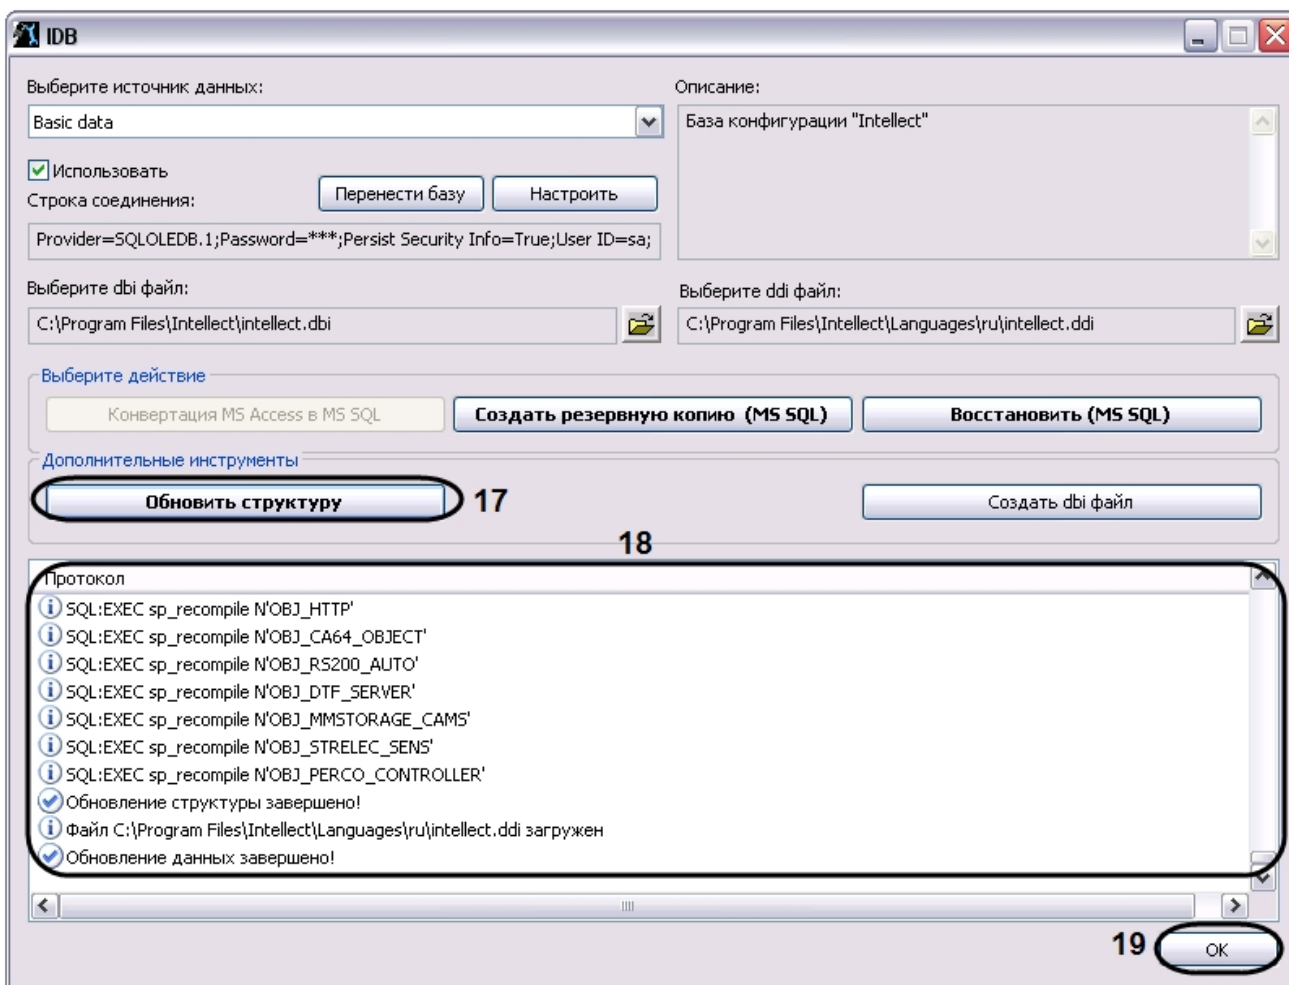 IDB
Выберите источник данных:
Описание:
Basic data
База конфигурации "Intellect"
Использовать
Строка соединения:
Перенести базу
Настроить
Provider=SQLOLEDB.1;Password=***;Persist Security Info=True;User ID=sa;
Выберите dbi файл:
Выберите ddi файл:
C:\Program Files\Intellect\intellect.dbi
C:\Program Files\Intellect\Languages\ru\intellect.ddi
Выберите действие
Конвертация MS Access в MS SQL
Создать резервную копию (MS SQL)
Восстановить (MS SQL)
Дополнительные инструменты
Обновить структуру
17
Создать dbi файл
18
Протокол
SQL:EXEC sp_recompile N'OBJ_HTTP'
SQL:EXEC sp_recompile N'OBJ_CA64_OBJECT'
SQL:EXEC sp_recompile N'OBJ_RS200_AUTO'
SQL:EXEC sp_recompile N'OBJ_DTF_SERVER'
SQL:EXEC sp_recompile N'OBJ_MMSTORAGE_CAMS'
SQL:EXEC sp_recompile N'OBJ_STRELEC_SENS'
SQL:EXEC sp_recompile N'OBJ_PERCO_CONTROLLER'
Обновление структуры завершено!
Файл C:\Program Files\Intellect\Languages\ru\intellect.ddi загружен
Обновление данных завершено!
19
OK